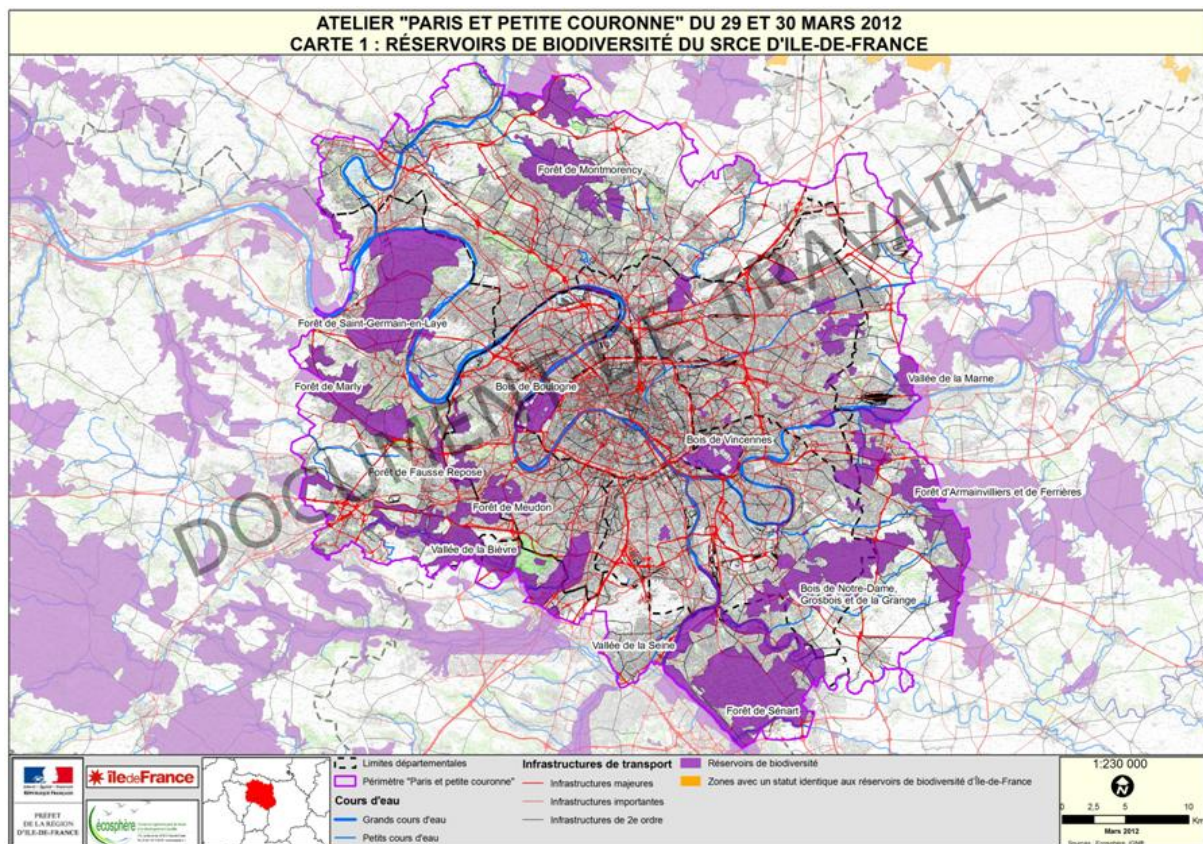 ATELIER "PARIS ET PETITE COURONNE" DU 29 ET 30 MARS 2012
CARTE 1 : RÉSERVOIRS DE BIODIVERSITÉ DU SRCE D'ILE-DE-FRANCE
Forêt de Montmorency
DOCUMENT DE TRAVAIL
Forêt de Saint-Germain-en-Laye
Forêt de Marly
Bois de Boulogne
Vallée de la Marne
Bois de Vincennes
Forêt de Fausse Repose
Forêt d'Armainvilliers et de Ferrières
Forêt de Meudon
Vallée de la Bièvre
Bois de Notre-Dame,
Grosbois et de la Grange
Vallée de la Seine
Forêt de Sénart
PRÉFET
DE LA RÉGION
D'ILE-DE-FRANCE
île de France
écosphère
Limites départementales
Périmètre "Paris et petite couronne"
Cours d'eau
Grands cours d'eau
Petits cours d'eau
Infrastructures de transport
Infrastructures majeures
Infrastructures importantes
Infrastructures de 2e ordre
Réservoirs de biodiversité
Zones avec un statut identique aux réservoirs de biodiversité d'Île-de-France
1:230 000
N
0 2,5 5 10
Km
Mars 2012